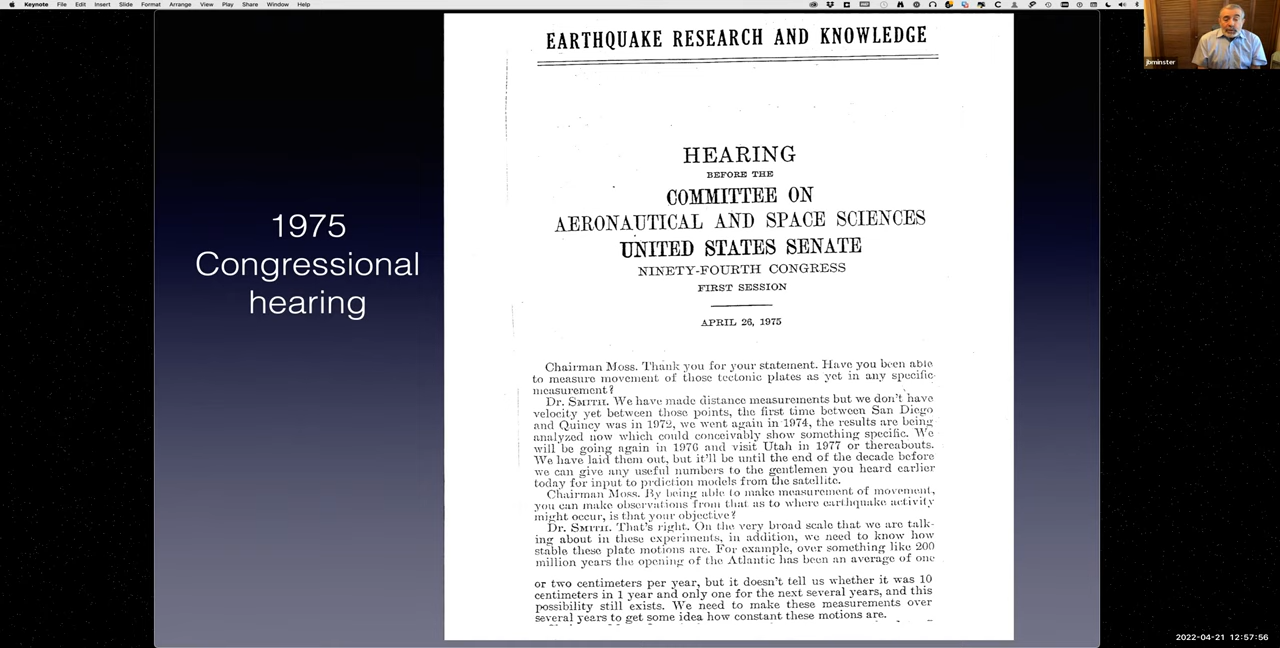 Keynote File Edit Insert Slide Format Arrange View Play Share Window Help
jbminster
1975
Congressional
hearing
EARTHQUAKE RESEARCH AND KNOWLEDGE
HEARING
BEFORE THE
COMMITTEE ON
AERONAUTICAL AND SPACE SCIENCES
UNITED STATES SENATE
NINETY-FOURTH CONGRESS
FIRST SESSION
APRIL 26, 1975
Chairman Moss. Thank you for your statement. Have you been able
to measure movement of those tectonic plates as yet in any specific
measurement?
Dr. SMITH. We have made distance measurements but we don't have
velocity yet between those points, the first time between San Diego
and Quincy was in 1972, we went again in 1974, the results are being
analyzed now which could conceivably show something specific. We
will be going again in 1976 and visit Utah in 1977 or thereabouts.
We have laid them out, but it'll be until the end of the decade before
we can give any useful numbers to the gentlemen you heard earlier
today for input to prdiction models from the satellite.
Chairman Moss. By being able to make measurement of movement,
you can make observations from that as to where earthquake activity
might occur, is that your objective?
Dr. SMITH. That's right. On the very broad scale that we are talk-
ing about in these experiments, in addition, we need to know how
stable these plate motions are. For example, over something like 200
million years the opening of the Atlantic has been an average of one
or two centimeters per year, but it doesn't tell us whether it was 10
centimeters in 1 year and only one for the next several years, and this
possibility still exists. We need to make these measurements over
several years to get some idea how constant these motions are.
2022-04-21 12:57:56